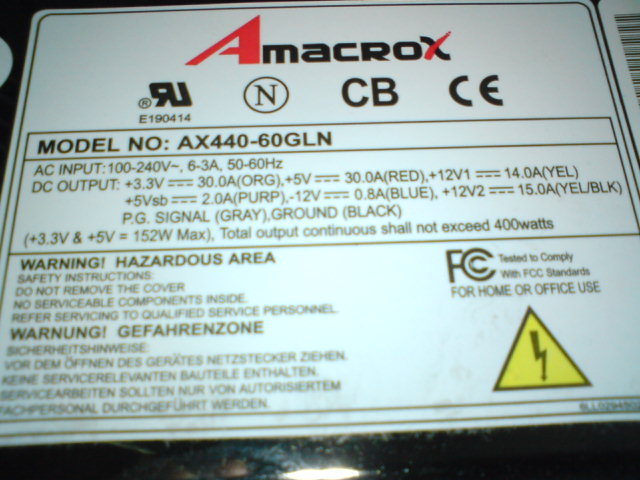 Amacrox
® RU N CB CE
E190414
MODEL NO: AX440-60GLN
AC INPUT: 100-240V~, 6-3A, 50-60Hz
DC OUTPUT: +3.3V ⎓ 30.0A(ORG),+5V ⎓ 30.0A(RED),+12V1 ⎓ 14.0A(YEL)
+5Vsb ⎓ 2.0A(PURP),-12V ⎓ 0.8A(BLUE), +12V2 ⎓ 15.0A(YEL/BLK)
P.G. SIGNAL (GRAY),GROUND (BLACK)
(+3.3V & +5V = 152W Max), Total output continuous shall not exceed 400watts
WARNING! HAZARDOUS AREA
SAFETY INSTRUCTIONS:
DO NOT REMOVE THE COVER
NO SERVICEABLE COMPONENTS INSIDE.
REFER SERVICING TO QUALIFIED SERVICE PERSONNEL.
FC Tested to Comply
With FCC Standards
FOR HOME OR OFFICE USE
WARNUNG! GEFAHRENZONE
SICHERHEITSHINWEISE:
VOR DEM ÖFFNEN DES GERÄTES NETZSTECKER ZIEHEN.
KEINE SERVICERELEVANTEN BAUTEILE ENTHALTEN.
SERVICEARBEITEN SOLLTEN NUR VON AUTORISIERTEM
FACHPERSONAL DURCHGEFÜHRT WERDEN.